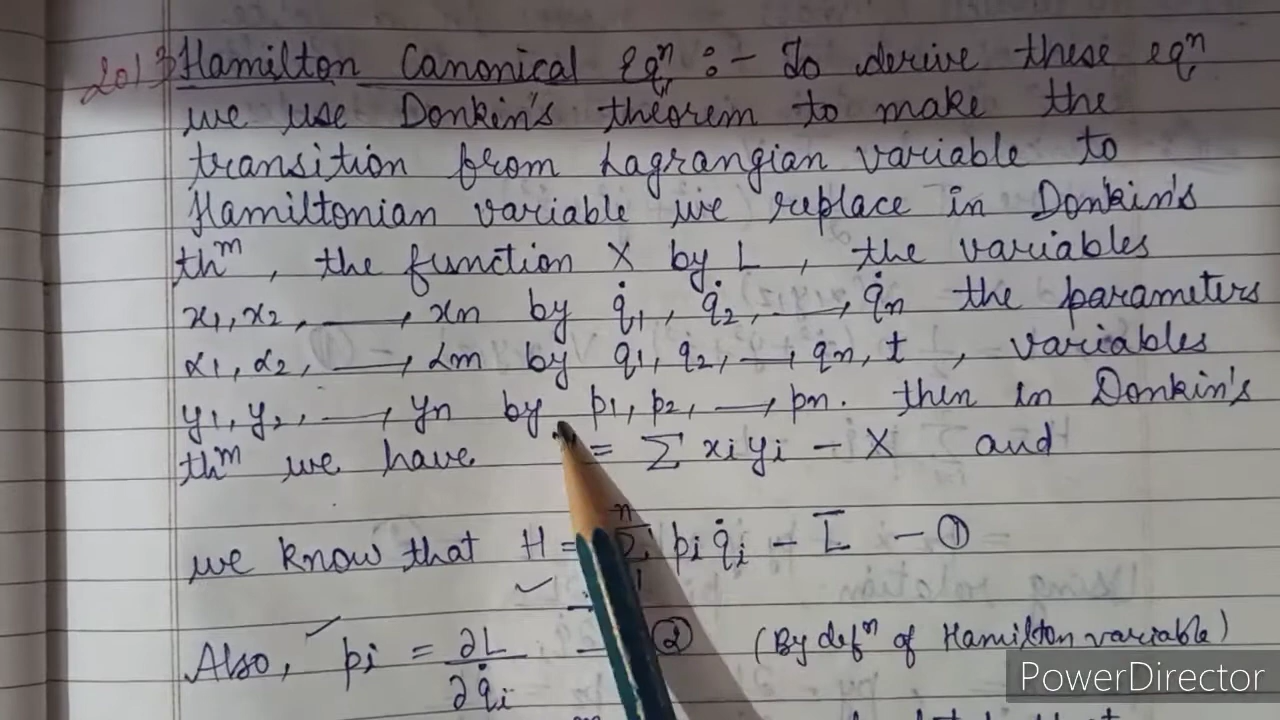 2013 Hamilton Canonical eqⁿ :- To derive these eqⁿ
we use Donkin's theorem to make the
transition from Lagrangian variable to
Hamiltonian variable we replace in Donkin's
thᵐ, the function X by L, the variables
x₁, x₂, ——, xn by q̇₁, q̇₂, ——, q̇n the parameters
α₁, α₂, ——, αm by q₁, q₂, ——, qn, t, variables
y₁, y₂, ——, yn by p₁, p₂, ——, pn. then in Donkin's
thᵐ we have = Σ xi yi - X and
we know that H = Σ pi q̇i - L̅ - ①
Also, pi = ∂L/∂q̇i - ② (By defⁿ of Hamilton variable)
PowerDirector